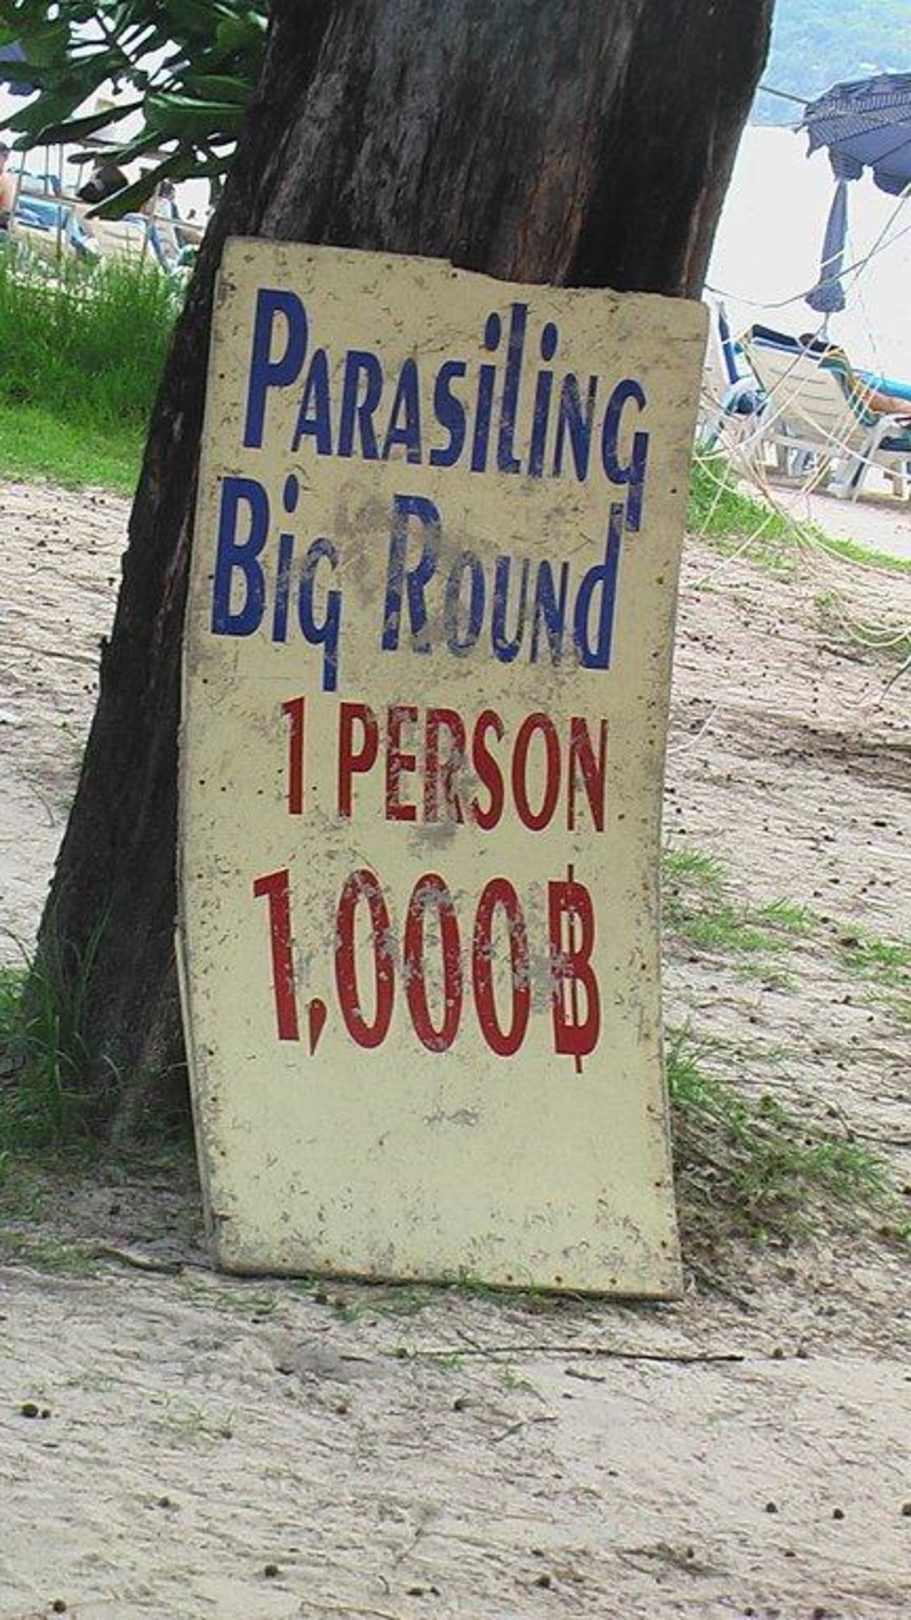 Parasiling
Big Round
1 PERSON
1,000฿